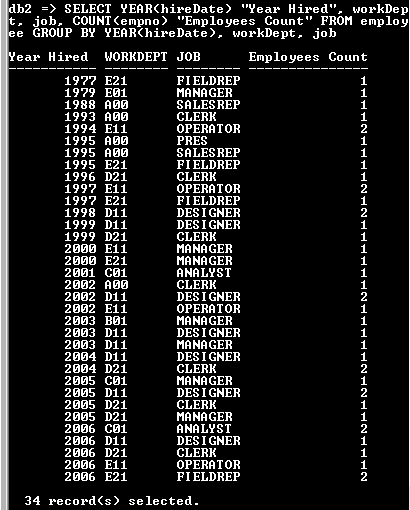 db2 => SELECT YEAR(hireDate) "Year Hired", workDep
t, job, COUNT(empno) "Employees Count" FROM employ
ee GROUP BY YEAR(hireDate), workDept, job
Year Hired  WORKDEPT JOB      Employees Count
----------- -------- -------- ---------------
       1977 E21      FIELDREP               1
       1979 E01      MANAGER                1
       1988 A00      SALESREP               1
       1993 A00      CLERK                  1
       1994 E11      OPERATOR               2
       1995 A00      PRES                   1
       1995 A00      SALESREP               1
       1995 E21      FIELDREP               1
       1996 D21      CLERK                  1
       1997 E11      OPERATOR               2
       1997 E21      FIELDREP               1
       1998 D11      DESIGNER               2
       1999 D11      DESIGNER               1
       1999 D21      CLERK                  1
       2000 E11      MANAGER                1
       2000 E21      MANAGER                1
       2001 C01      ANALYST                1
       2002 A00      CLERK                  1
       2002 D11      DESIGNER               2
       2002 E11      OPERATOR               1
       2003 B01      MANAGER                1
       2003 D11      DESIGNER               1
       2003 D11      MANAGER                1
       2004 D11      DESIGNER               1
       2004 D21      CLERK                  2
       2005 C01      MANAGER                1
       2005 D11      DESIGNER               2
       2005 D21      CLERK                  1
       2005 D21      MANAGER                1
       2006 C01      ANALYST                2
       2006 D11      DESIGNER               1
       2006 D21      CLERK                  1
       2006 E11      OPERATOR               1
       2006 E21      FIELDREP               2
  34 record(s) selected.